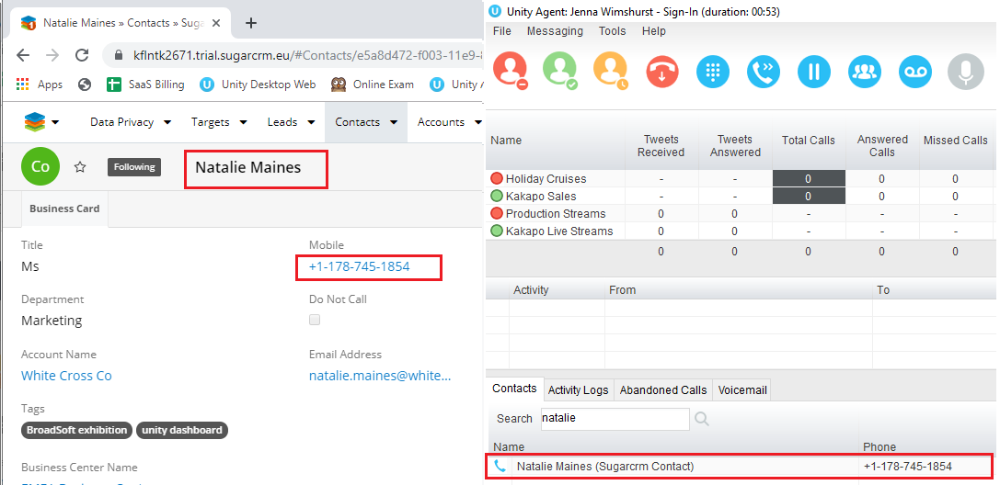 Natalie Maines » Contacts » Suga
kflntk2671.trial.sugarcrm.eu/#Contacts/e5a8d472-f003-11e9-8
Apps SaaS Billing Unity Desktop Web Online Exam Unity A
Data Privacy Targets Leads Contacts Accounts
Co Following Natalie Maines
Business Card
Title Mobile
Ms +1-178-745-1854
Department Do Not Call
Marketing
Account Name Email Address
White Cross Co natalie.maines@white...
Tags
BroadSoft exhibition unity dashboard
Business Center Name
Unity Agent: Jenna Wimshurst - Sign-In (duration: 00:53)
File Messaging Tools Help
Name Tweets Received Tweets Answered Total Calls Answered Calls Missed Calls
Holiday Cruises - - 0 0 0
Kakapo Sales - - 0 0 0
Production Streams 0 0 - - -
Kakapo Live Streams 0 0 - - -
0 0 0 0 0
Activity From To
Contacts Activity Logs Abandoned Calls Voicemail
Search natalie
Name Phone
Natalie Maines (Sugarcrm Contact) +1-178-745-1854